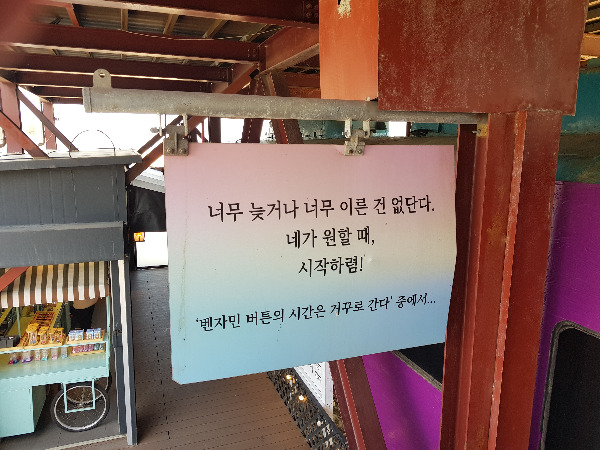 너무 늦거나 너무 이른 건 없단다.
네가 원할 때,
시작하렴!
'벤자민 버튼의 시간은 거꾸로 간다' 중에서...